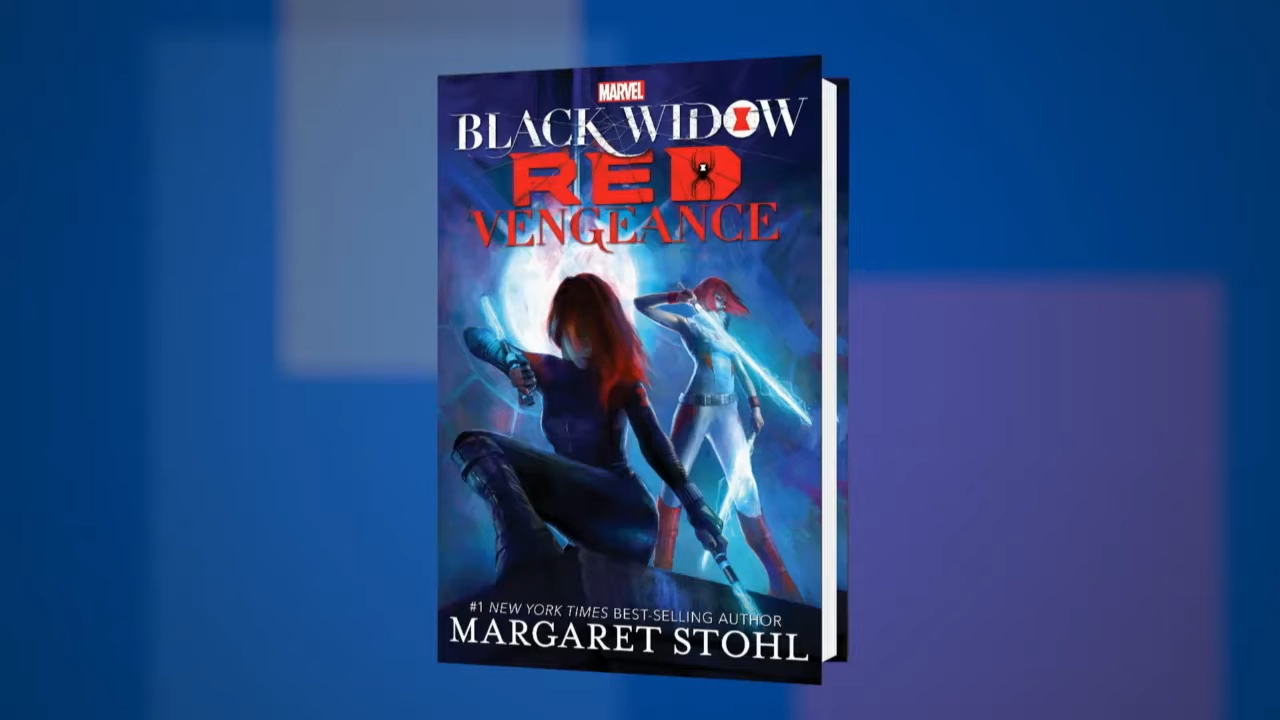 MARVEL
BLACK WIDOW
RED
VENGEANCE
#1 NEW YORK TIMES BEST-SELLING AUTHOR
MARGARET STOHL